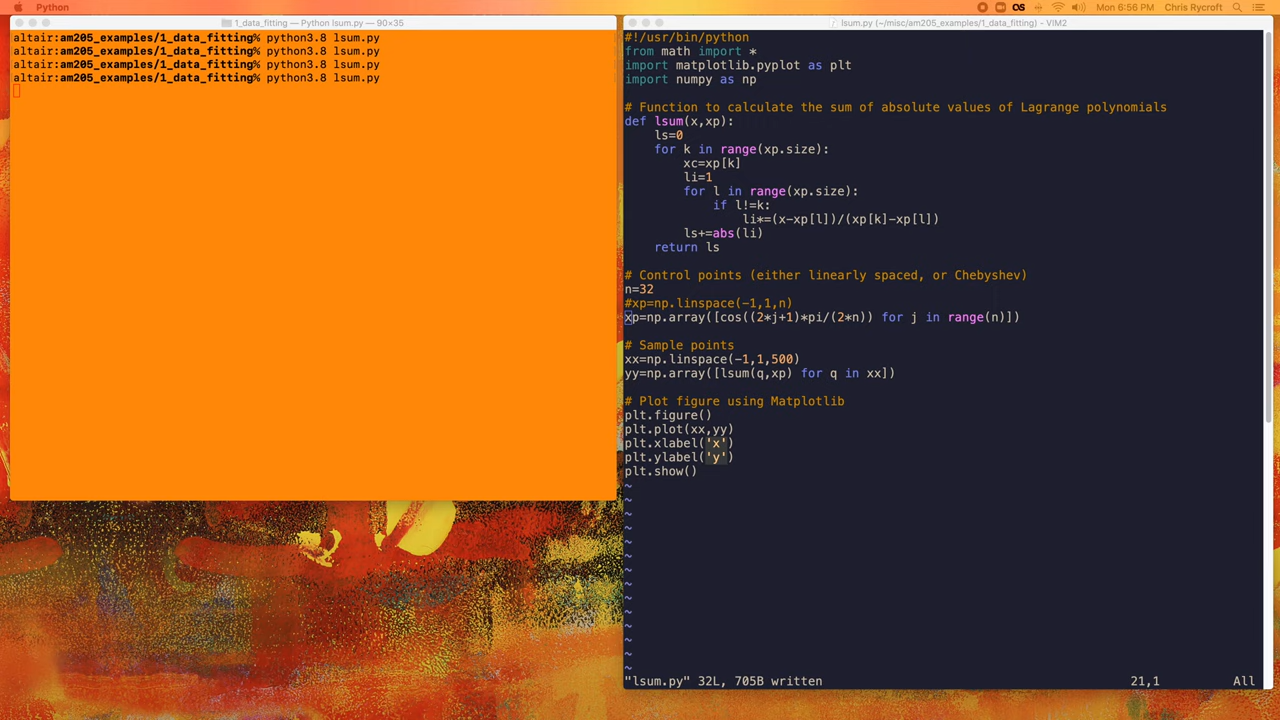 Python
Mon 6:56 PM Chris Rycroft
1_data_fitting — Python lsum.py — 90×35
altair:am205_examples/1_data_fitting% python3.8 lsum.py
altair:am205_examples/1_data_fitting% python3.8 lsum.py
altair:am205_examples/1_data_fitting% python3.8 lsum.py
altair:am205_examples/1_data_fitting% python3.8 lsum.py
lsum.py (~/misc/am205_examples/1_data_fitting) - VIM2
#!/usr/bin/python
from math import *
import matplotlib.pyplot as plt
import numpy as np
# Function to calculate the sum of absolute values of Lagrange polynomials
def lsum(x,xp):
    ls=0
    for k in range(xp.size):
        xc=xp[k]
        li=1
        for l in range(xp.size):
            if l!=k:
                li*=(x-xp[l])/(xp[k]-xp[l])
        ls+=abs(li)
    return ls
# Control points (either linearly spaced, or Chebyshev)
n=32
#xp=np.linspace(-1,1,n)
xp=np.array([cos((2*j+1)*pi/(2*n)) for j in range(n)])
# Sample points
xx=np.linspace(-1,1,500)
yy=np.array([lsum(q,xp) for q in xx])
# Plot figure using Matplotlib
plt.figure()
plt.plot(xx,yy)
plt.xlabel('x')
plt.ylabel('y')
plt.show()
~
~
~
~
~
~
~
~
~
~
~
~
~
~
"lsum.py" 32L, 705B written 21,1 All